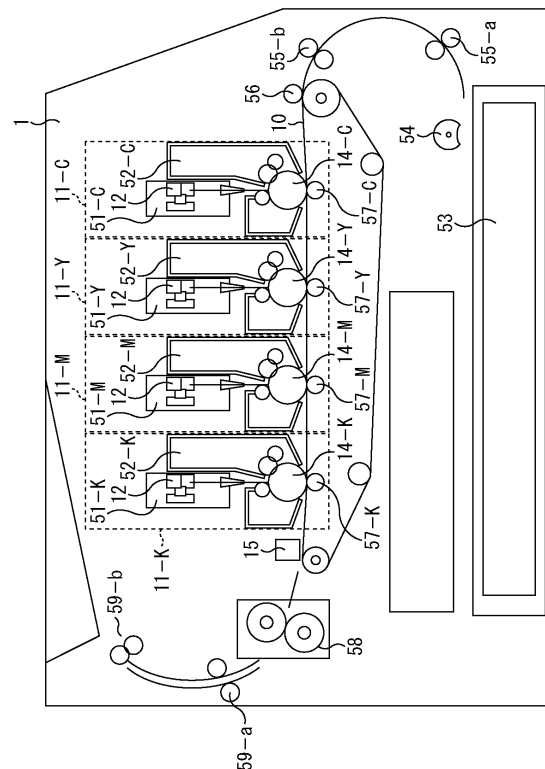 1
11-C
11-Y
11-M
11-K
51-C
12
52-C
51-Y
12
52-Y
51-M
12
52-M
51-K
12
52-K
14-C
14-Y
14-M
14-K
57-C
57-Y
57-M
57-K
10
56
55-b
55-a
54
53
15
58
59-b
59-a